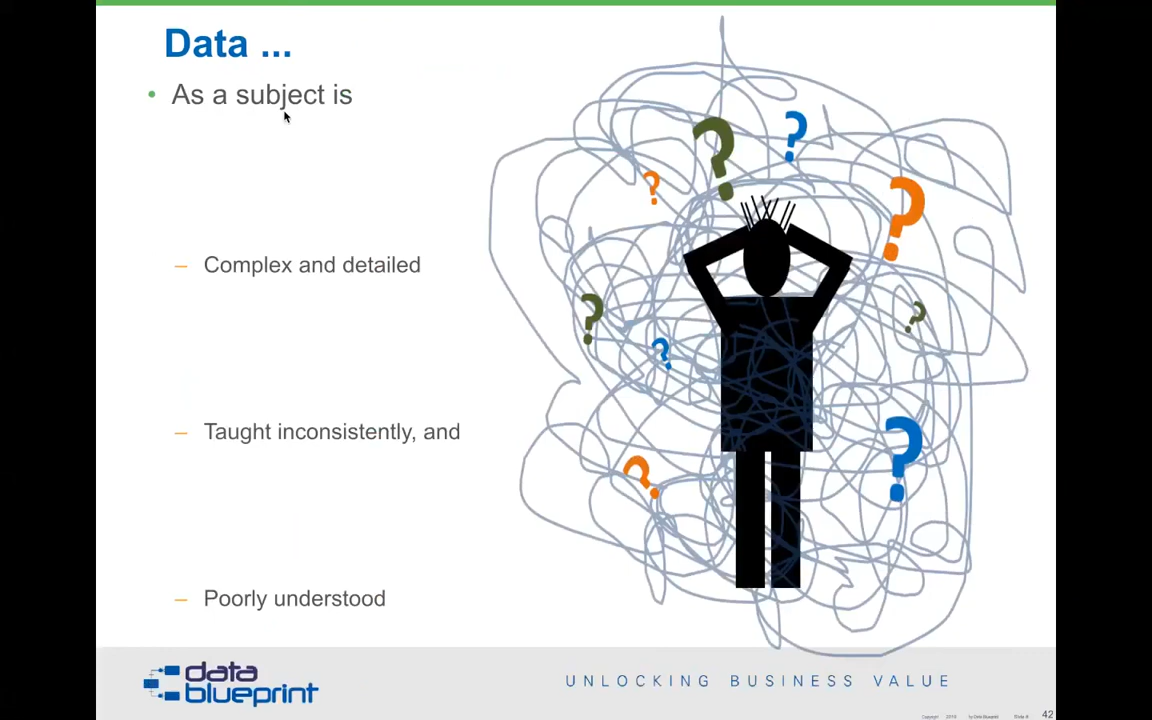 Data ...
• As a subject is
– Complex and detailed
– Taught inconsistently, and
– Poorly understood
? ? ? ? ? ? ? ? ? ?
data
blueprint
UNLOCKING BUSINESS VALUE
42